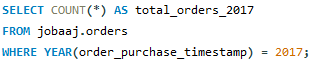 SELECT COUNT(*) AS total_orders_2017
FROM jobaaj.orders
WHERE YEAR(order_purchase_timestamp) = 2017;